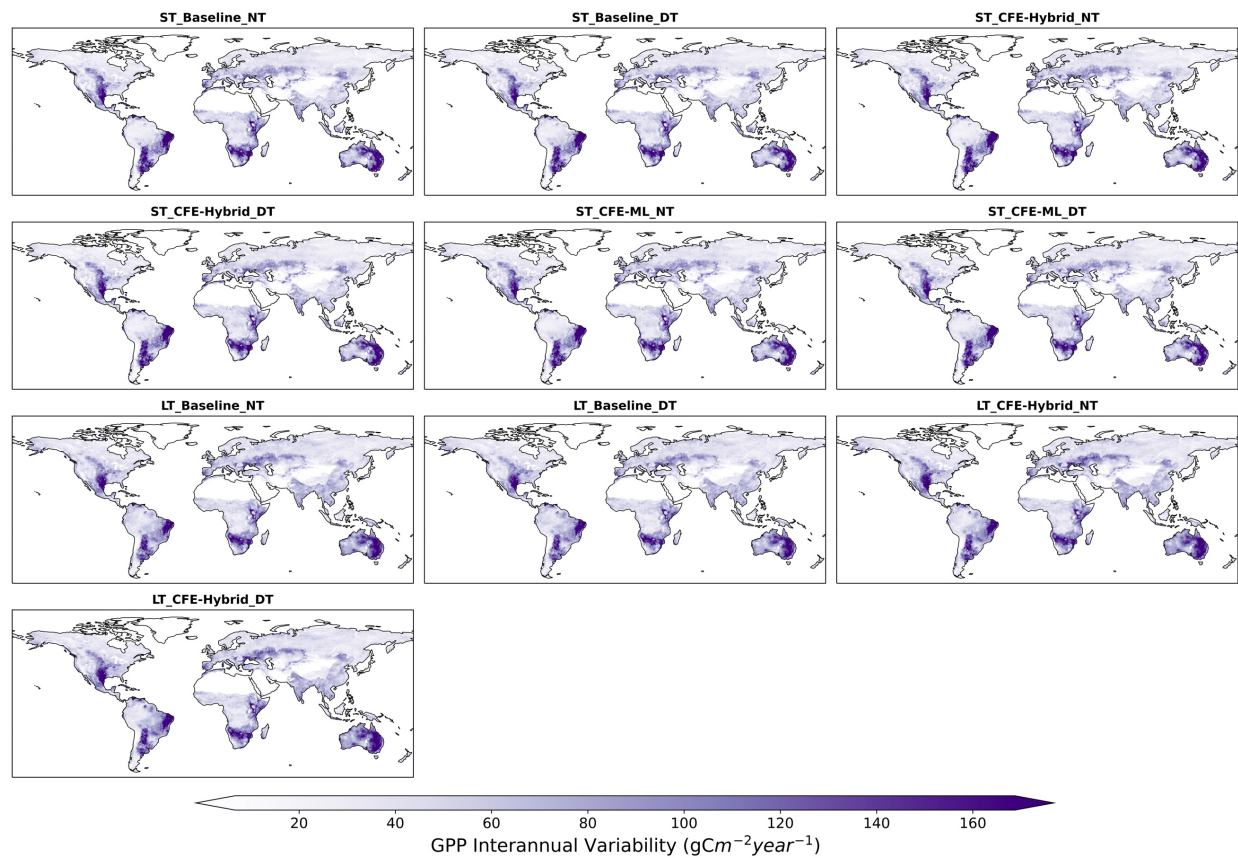 ST_Baseline_NT
ST_Baseline_DT
ST_CFE-Hybrid_NT
ST_CFE-Hybrid_DT
ST_CFE-ML_NT
ST_CFE-ML_DT
LT_Baseline_NT
LT_Baseline_DT
LT_CFE-Hybrid_NT
LT_CFE-Hybrid_DT
20 40 60 80 100 120 140 160
GPP Interannual Variability (gCm⁻²year⁻¹)